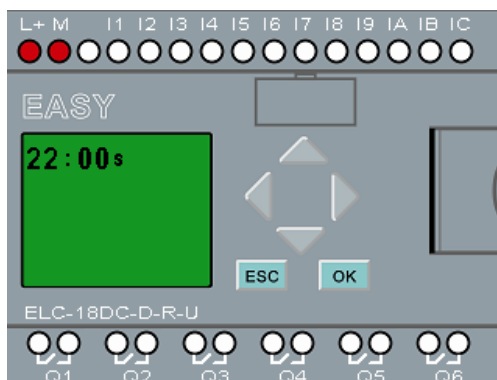 L+ M I1 I2 I3 I4 I5 I6 I7 I8 I9 IA IB IC
EASY
22:00s
ESC OK
ELC-18DC-D-R-U
Q1 Q2 Q3 Q4 Q5 Q6